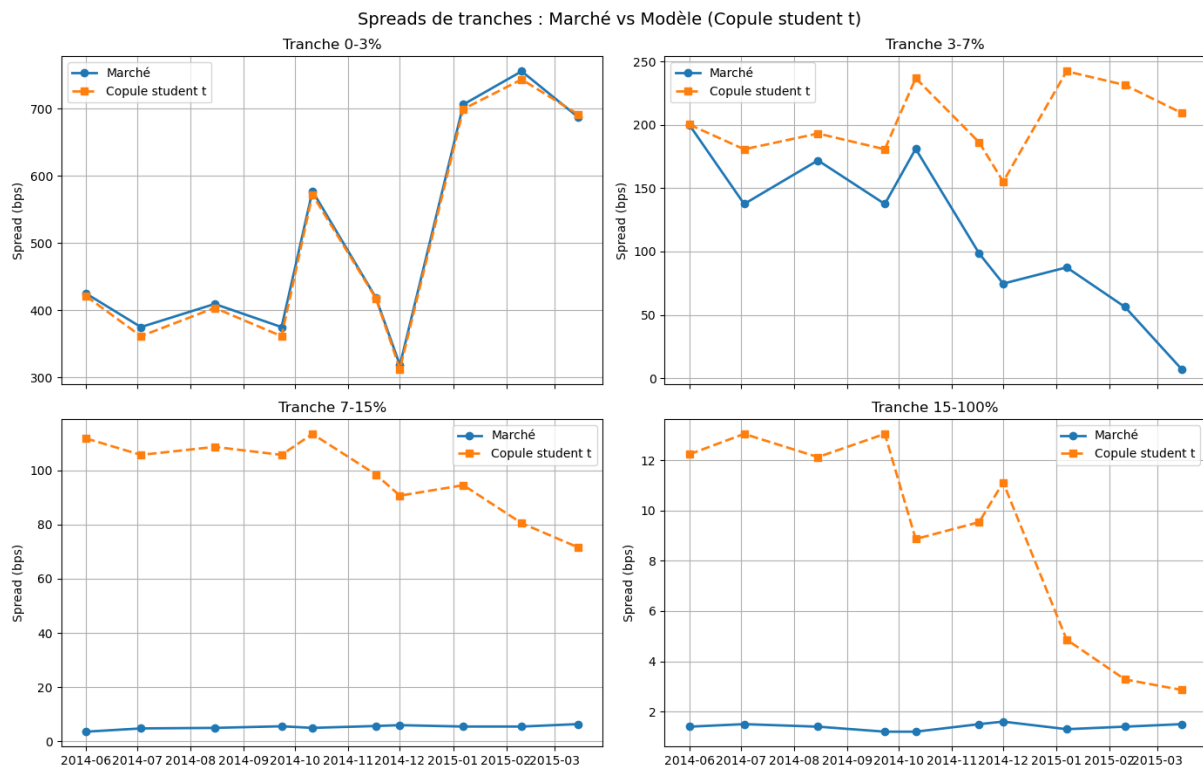 Spreads de tranches : Marché vs Modèle (Copule student t)
Tranche 0-3%
Marché
Copule student t
Spread (bps)
700
600
500
400
300
Tranche 3-7%
Marché
Copule student t
Spread (bps)
250
200
150
100
50
0
Tranche 7-15%
Marché
Copule student t
Spread (bps)
100
80
60
40
20
0
2014-06 2014-07 2014-08 2014-09 2014-10 2014-11 2014-12 2015-01 2015-02 2015-03
Tranche 15-100%
Marché
Copule student t
Spread (bps)
12
10
8
6
4
2
2014-06 2014-07 2014-08 2014-09 2014-10 2014-11 2014-12 2015-01 2015-02 2015-03